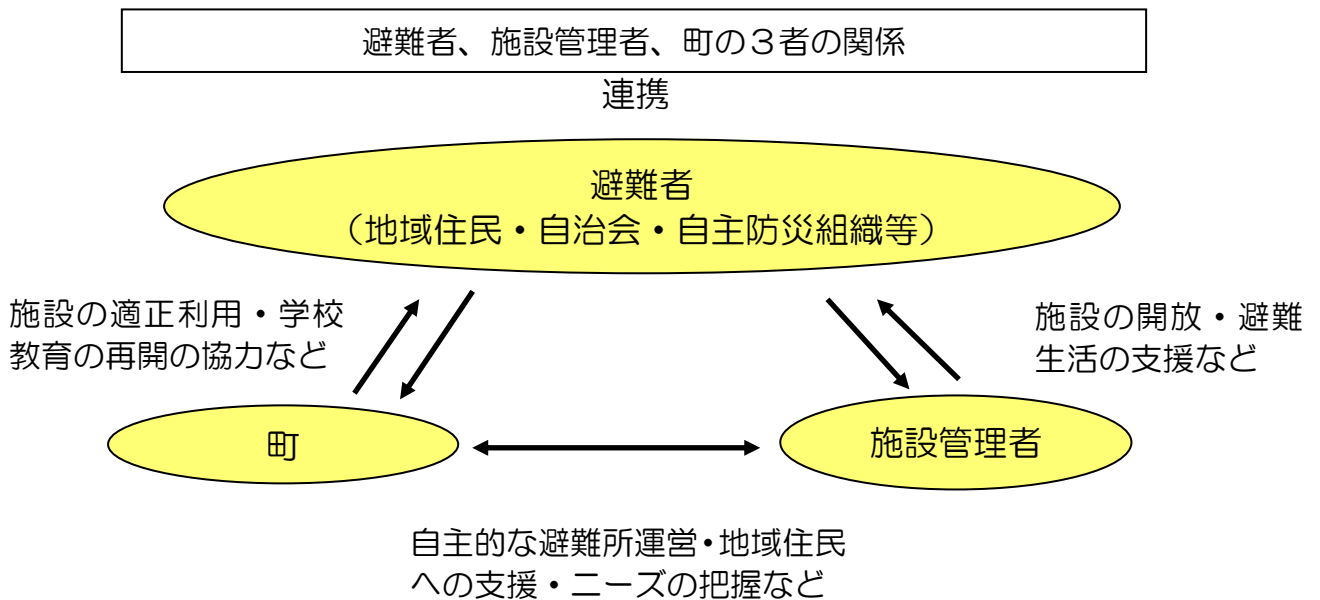 避難者、施設管理者、町の３者の関係
連携
避難者
（地域住民・自治会・自主防災組織等）
施設の適正利用・学校
教育の再開の協力など
施設の開放・避難
生活の支援など
町
施設管理者
自主的な避難所運営・地域住民
への支援・ニーズの把握など